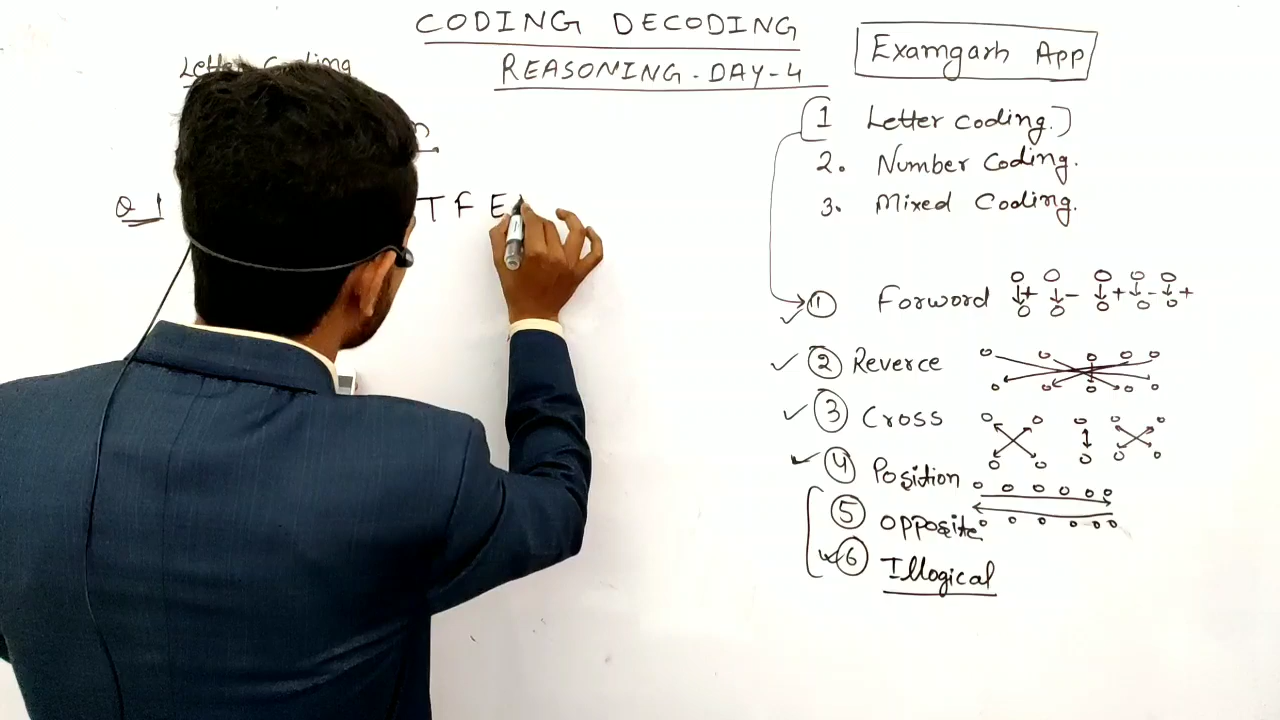 CODING DECODING
REASONING - DAY - 4
Examgarh App
Letter Coding
Q 1
T F E
1 Letter coding.
2. Number Coding.
3. Mixed Coding.
1 Forword + - + - +
2 Reverce
3 Cross
4 Position
5 Opposite
6 Illogical